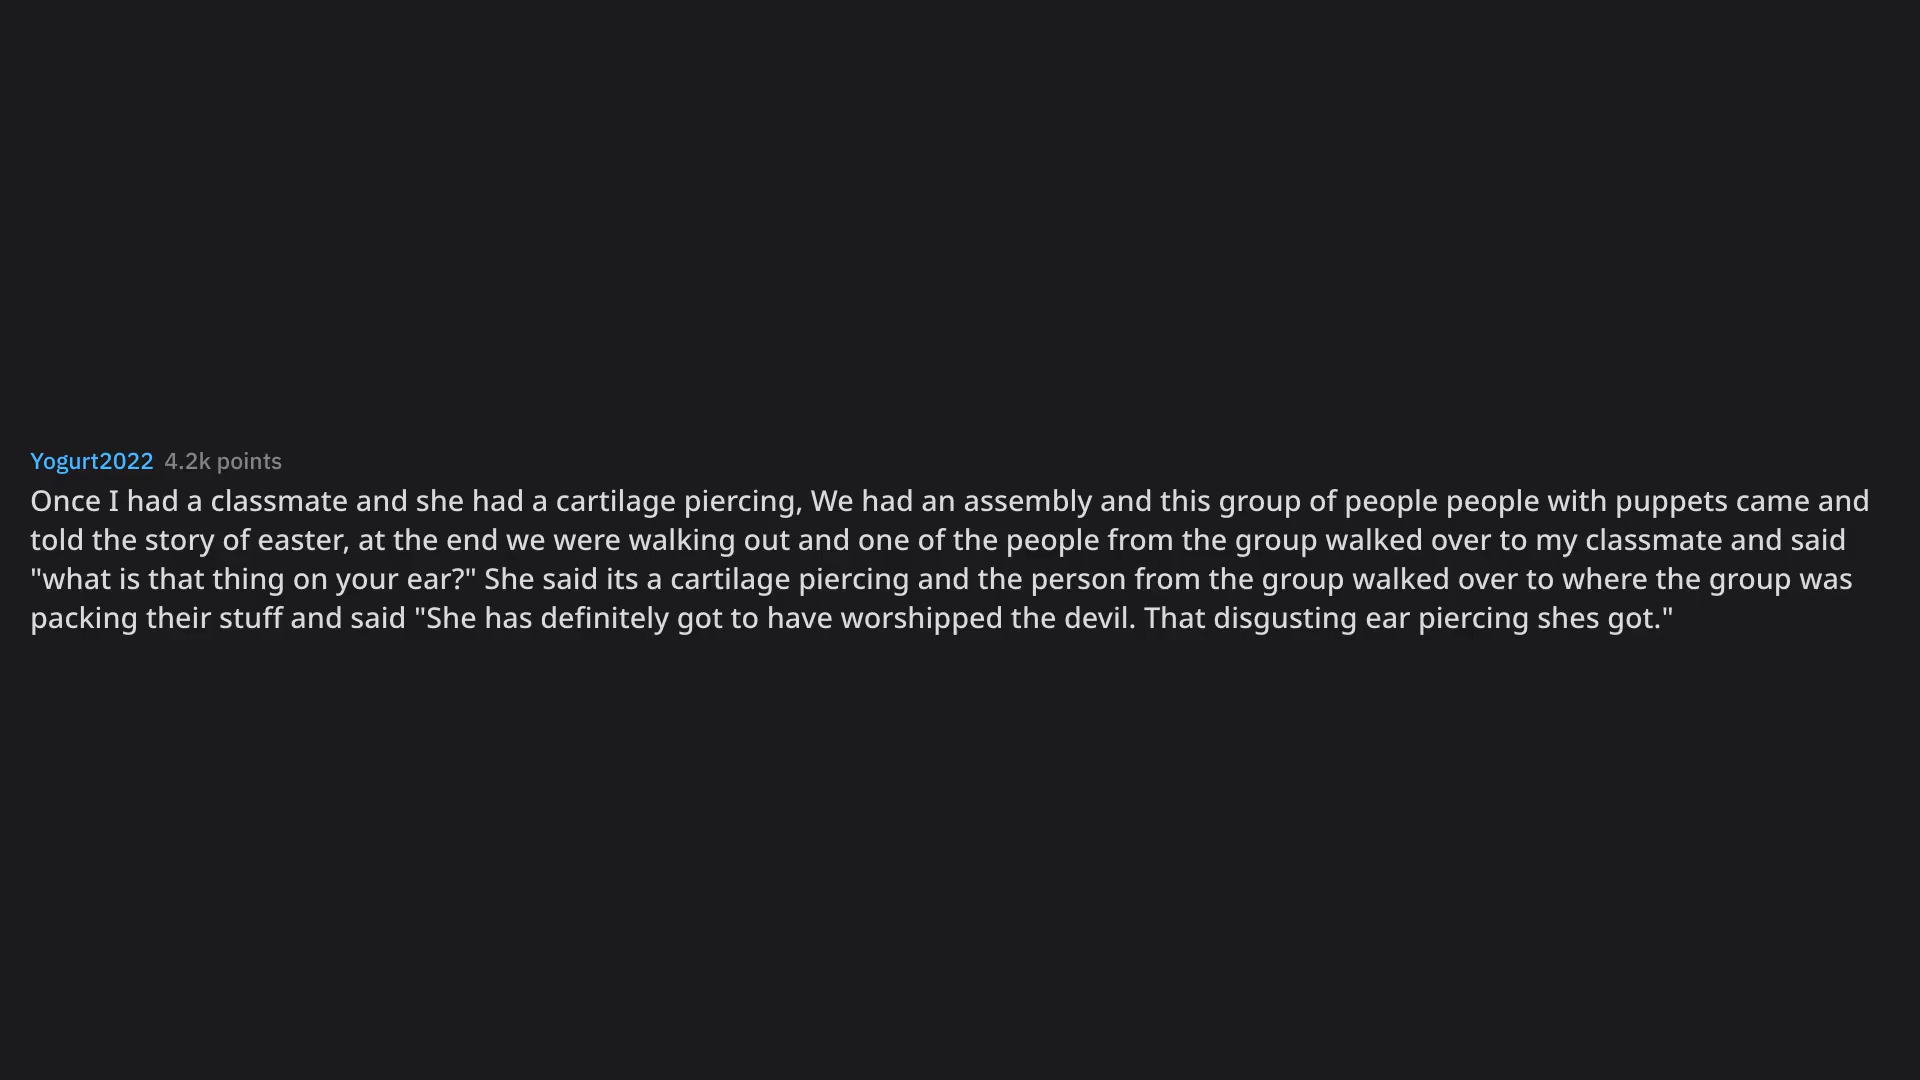 Yogurt2022 4.2k points
Once I had a classmate and she had a cartilage piercing, We had an assembly and this group of people people with puppets came and
told the story of easter, at the end we were walking out and one of the people from the group walked over to my classmate and said
"what is that thing on your ear?" She said its a cartilage piercing and the person from the group walked over to where the group was
packing their stuff and said "She has definitely got to have worshipped the devil. That disgusting ear piercing shes got."